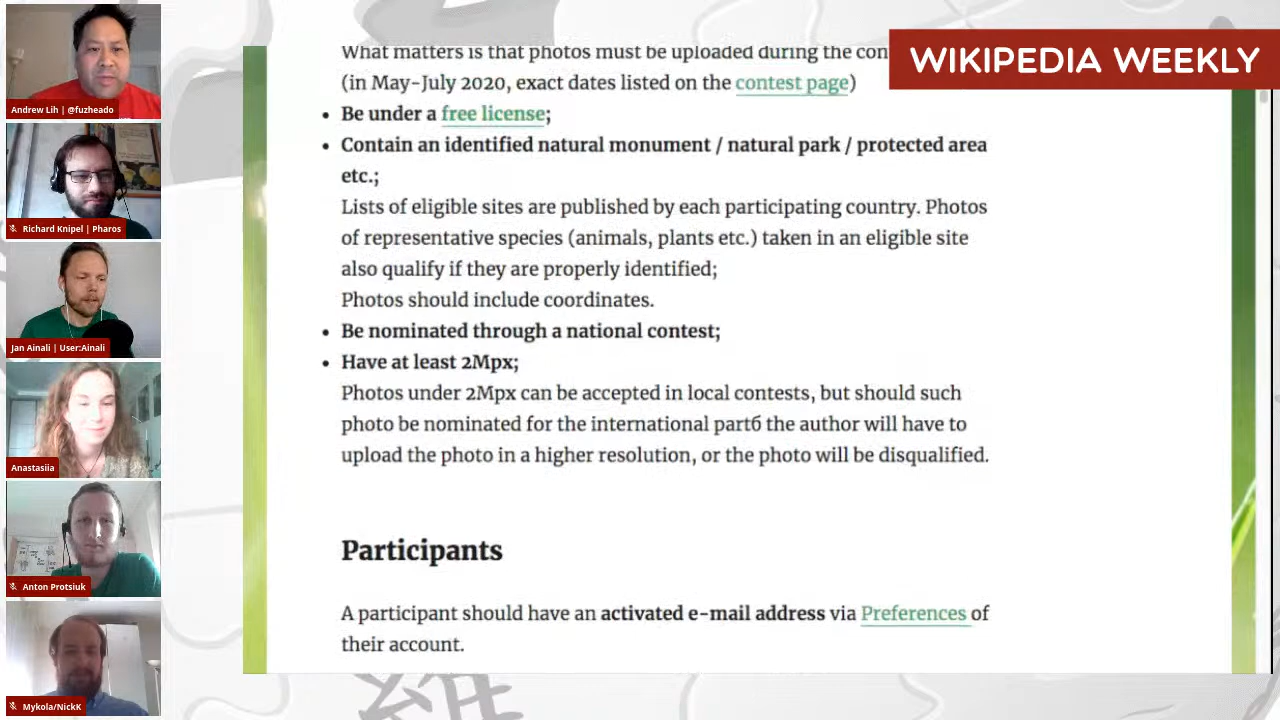 WIKIPEDIA WEEKLY
What matters is that photos must be uploaded during the con
(in May-July 2020, exact dates listed on the contest page)
• Be under a free license;
• Contain an identified natural monument / natural park / protected area
etc.;
Lists of eligible sites are published by each participating country. Photos
of representative species (animals, plants etc.) taken in an eligible site
also qualify if they are properly identified;
Photos should include coordinates.
• Be nominated through a national contest;
• Have at least 2Mpx;
Photos under 2Mpx can be accepted in local contests, but should such
photo be nominated for the international part6 the author will have to
upload the photo in a higher resolution, or the photo will be disqualified.
Participants
A participant should have an activated e-mail address via Preferences of
their account.
Andrew Lih | @fuzheado
Richard Knipel | Pharos
Jan Ainali | User:Ainali
Anastasiia
Anton Protsiuk
Mykola/NickK